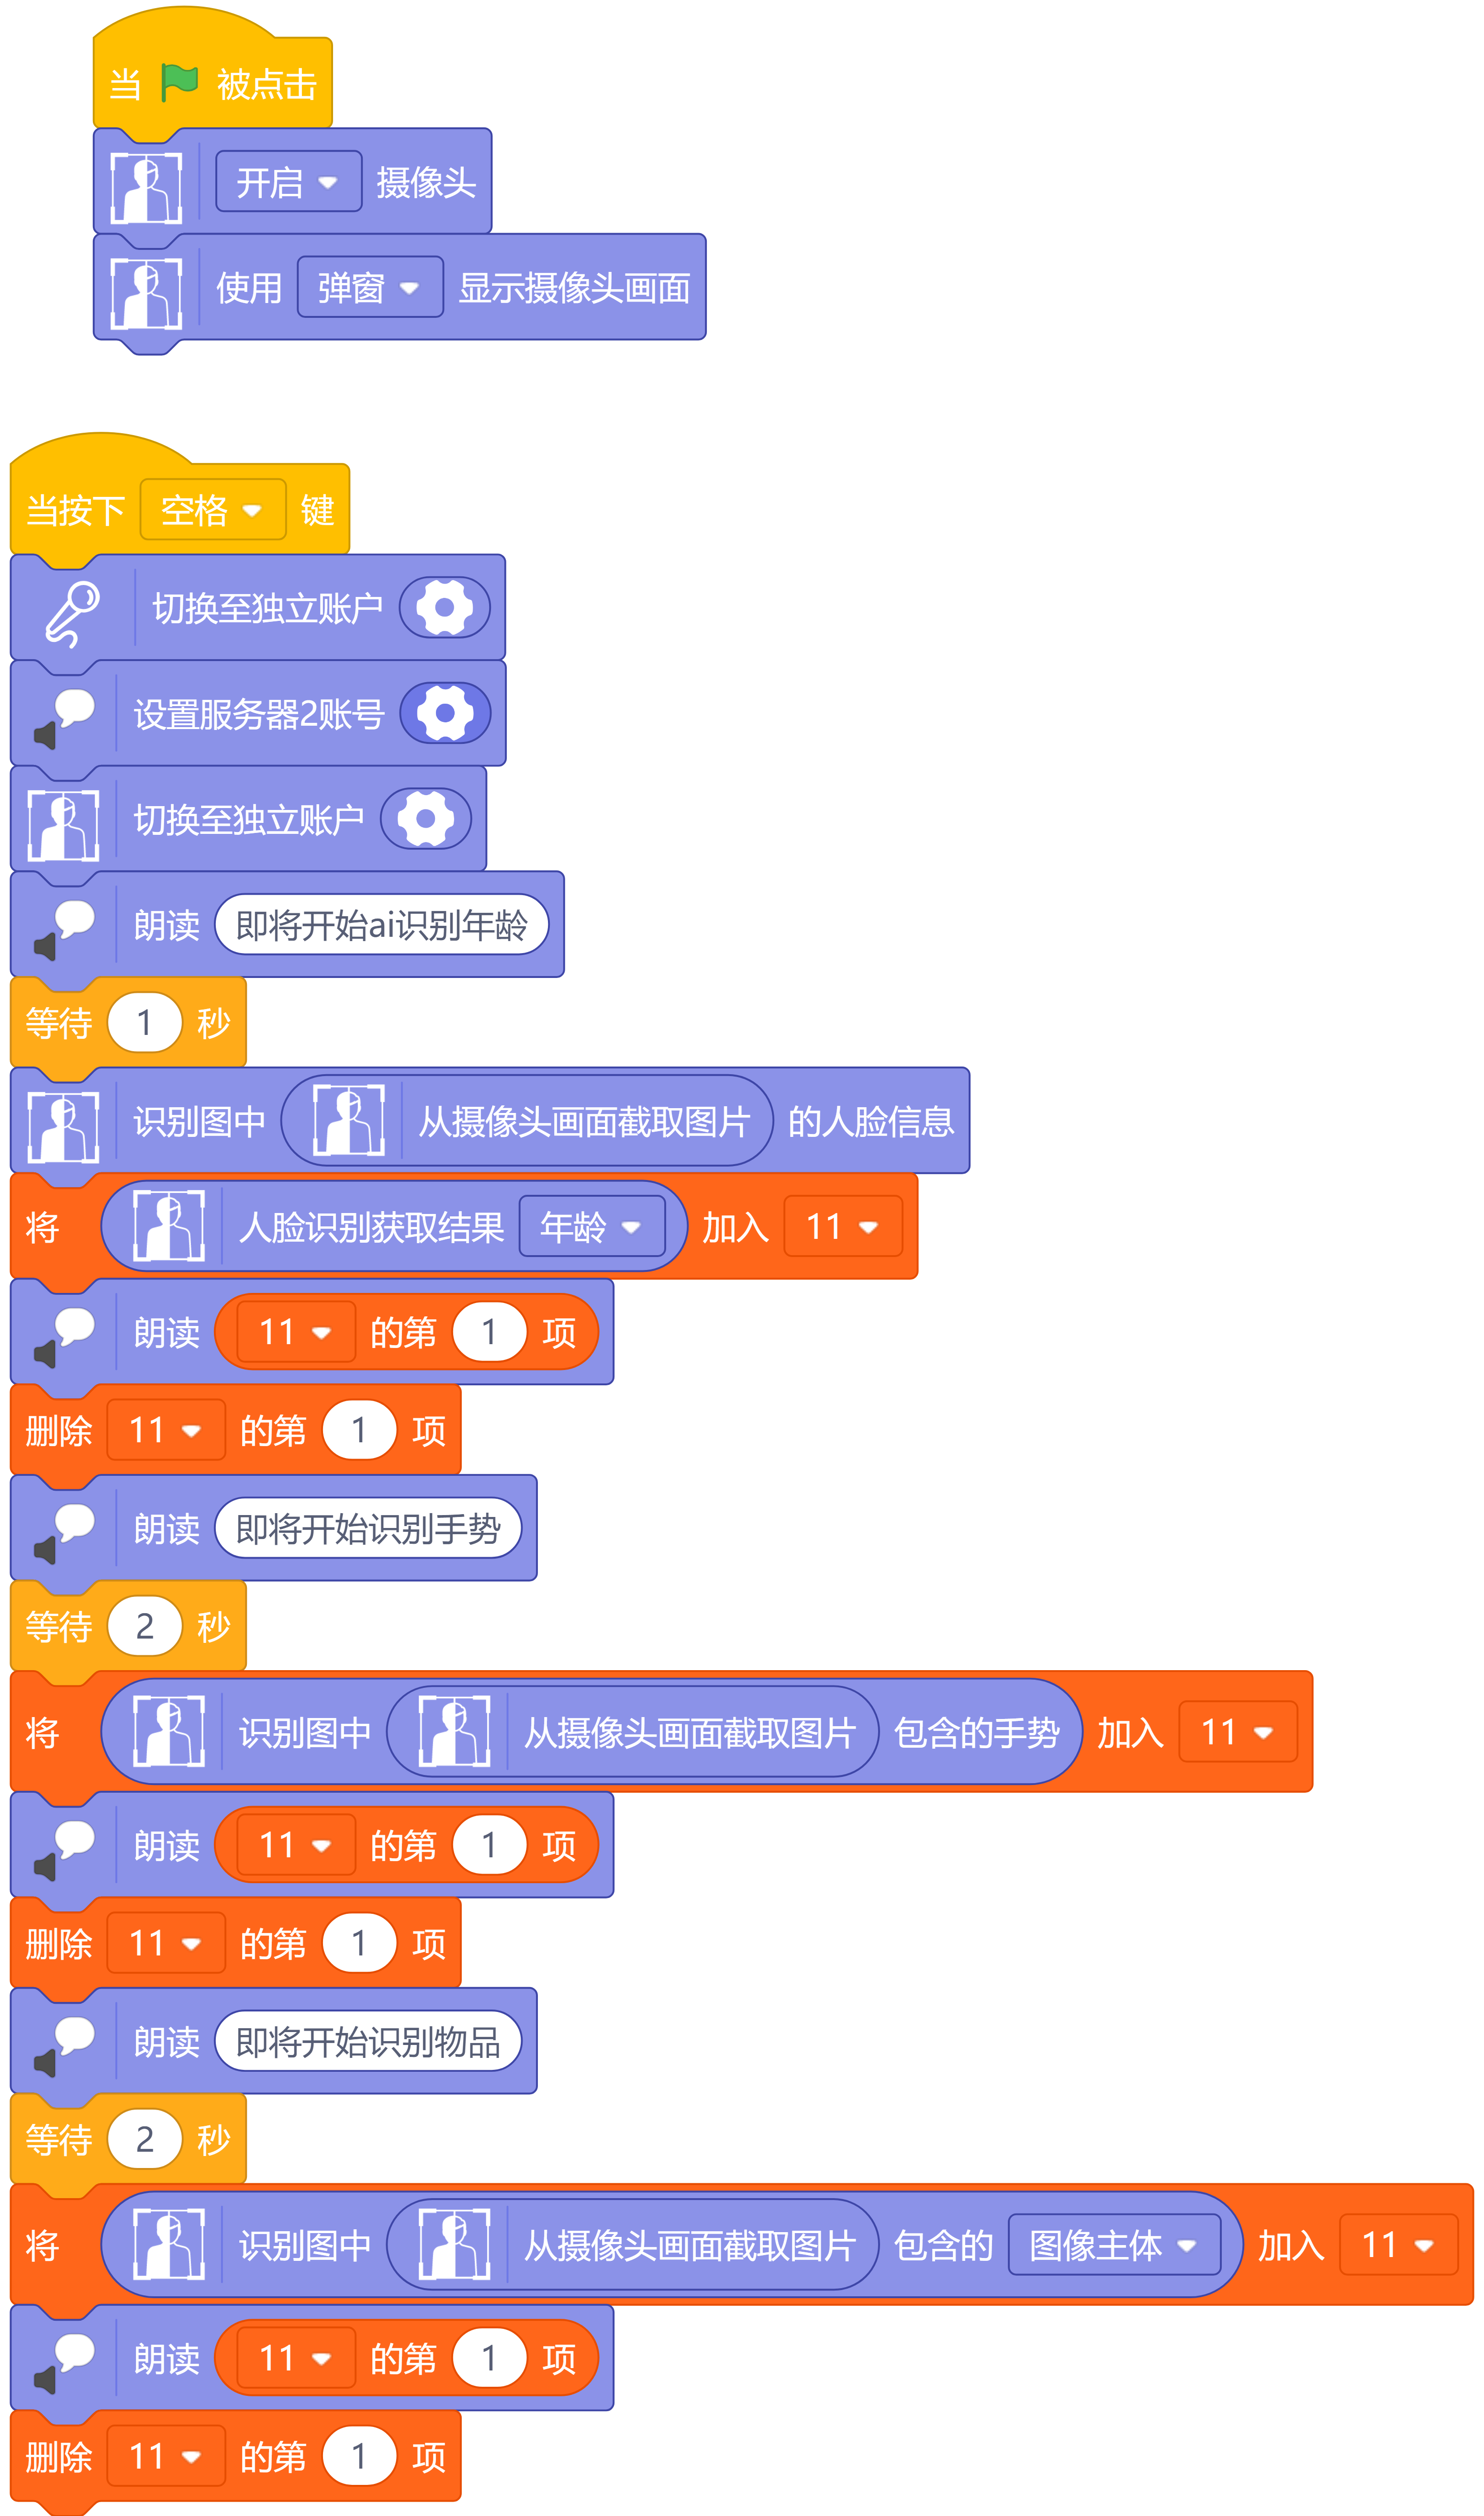 当 被点击
开启 摄像头
使用 弹窗 显示摄像头画面
当按下 空格 键
切换至独立账户
设置服务器2账号
切换至独立账户
朗读 即将开始ai识别年龄
等待 1 秒
识别图中 从摄像头画面截取图片 的人脸信息
将 人脸识别获取结果 年龄 加入 11
朗读 11 的第 1 项
删除 11 的第 1 项
朗读 即将开始识别手势
等待 2 秒
将 识别图中 从摄像头画面截取图片 包含的手势 加入 11
朗读 11 的第 1 项
删除 11 的第 1 项
朗读 即将开始识别物品
等待 2 秒
将 识别图中 从摄像头画面截取图片 包含的 图像主体 加入 11
朗读 11 的第 1 项
删除 11 的第 1 项